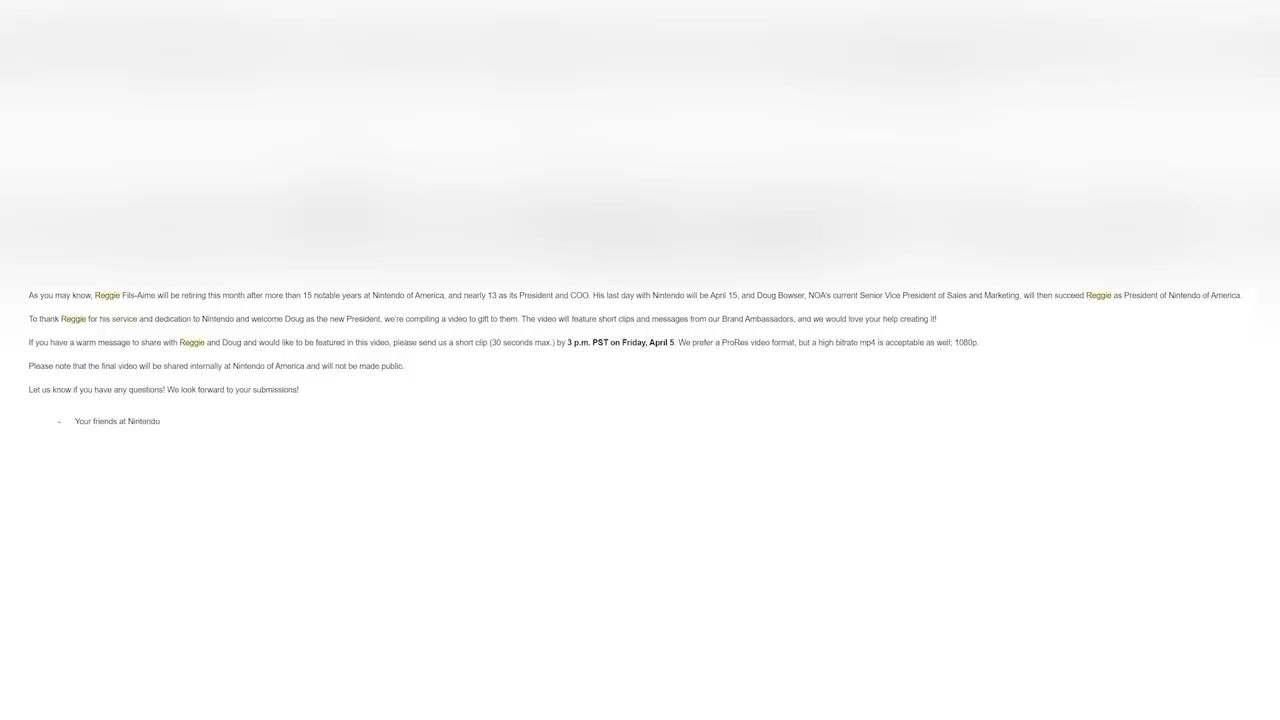 As you may know, Reggie Fils-Aime will be retiring this month after more than 15 notable years at Nintendo of America, and nearly 13 as its President and COO. His last day with Nintendo will be April 15, and Doug Bowser, NOA's current Senior Vice President of Sales and Marketing, will then succeed Reggie as President of Nintendo of America.
To thank Reggie for his service and dedication to Nintendo and welcome Doug as the new President, we're compiling a video to gift to them. The video will feature short clips and messages from our Brand Ambassadors, and we would love your help creating it!
If you have a warm message to share with Reggie and Doug and would like to be featured in this video, please send us a short clip (30 seconds max.) by 3 p.m. PST on Friday, April 5. We prefer a ProRes video format, but a high bitrate mp4 is acceptable as well; 1080p.
Please note that the final video will be shared internally at Nintendo of America and will not be made public.
Let us know if you have any questions! We look forward to your submissions!
- Your friends at Nintendo